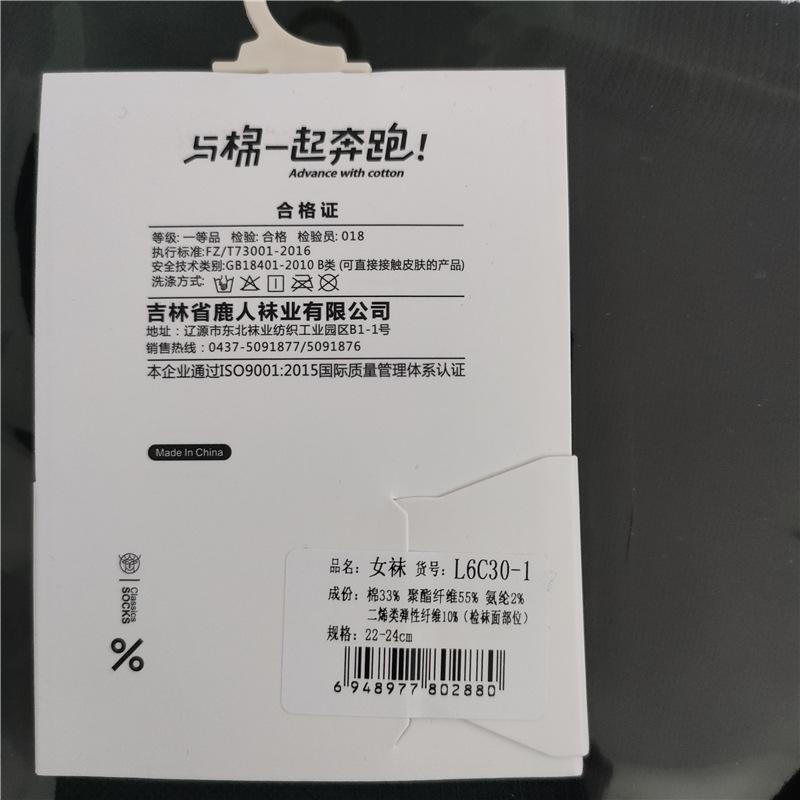 与棉一起奔跑!
Advance with cotton
合格证
等级: 一等品 检验: 合格 检验员: 018
执行标准:FZ/T73001-2016
安全技术类别:GB18401-2010 B类 (可直接接触皮肤的产品)
洗涤方式:
吉林省鹿人袜业有限公司
地址：辽源市东北袜业纺织工业园区B1-1号
销售热线：0437-5091877/5091876
本企业通过ISO9001:2015国际质量管理体系认证
Made In China
Classics
SOCKS
%
品名: 女袜 货号: L6C30-1
成份: 棉33% 聚酯纤维55% 氨纶2%
二烯类弹性纤维10% (检袜面部位)
规格: 22-24cm
6 948977 802880